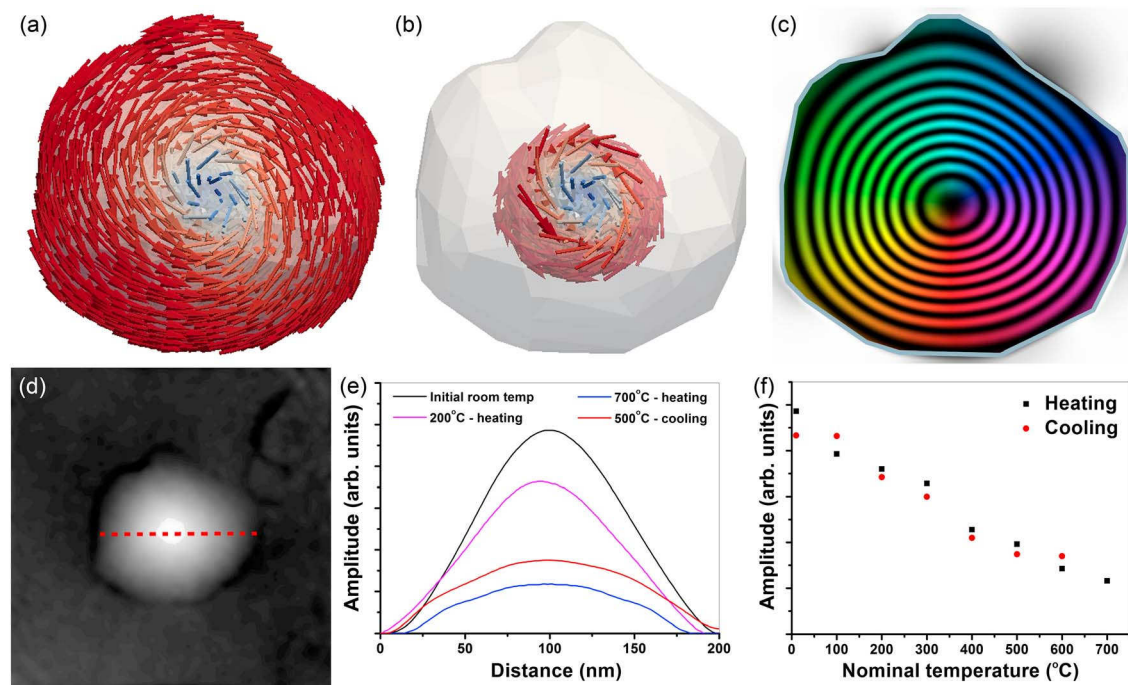 (a)
(b)
(c)
(d)
(e)
Initial room temp
700°C - heating
200°C - heating
500°C - cooling
Amplitude (arb. units)
0
50
100
150
200
Distance (nm)
(f)
Heating
Cooling
Amplitude (arb. units)
0
100
200
300
400
500
600
700
Nominal temperature (°C)